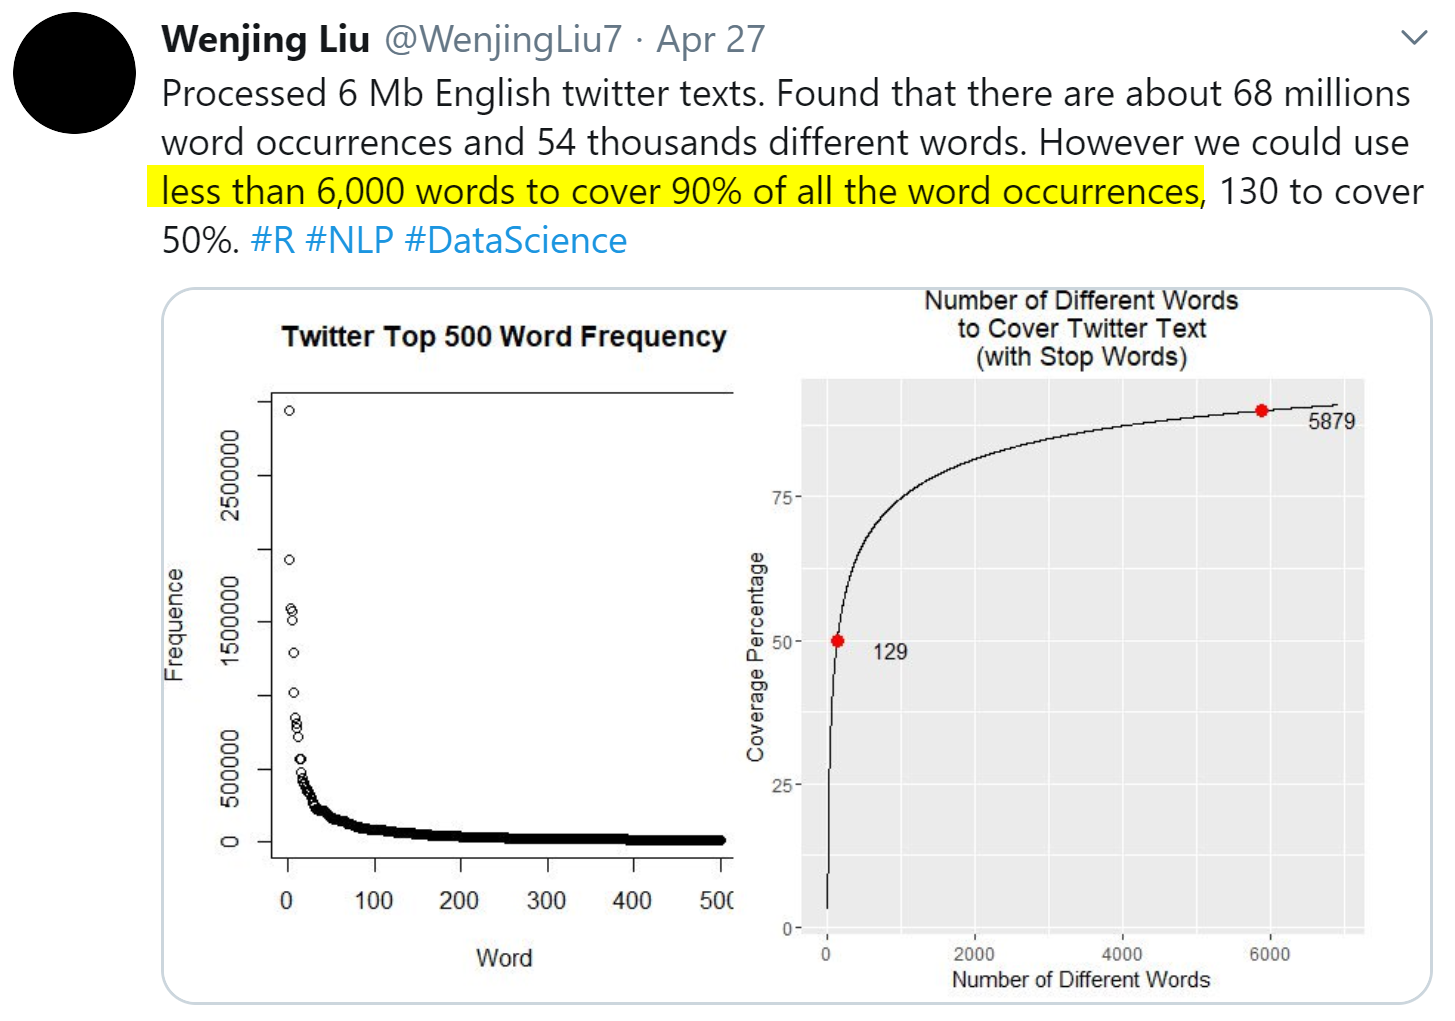 Wenjing Liu @WenjingLiu7 · Apr 27
Processed 6 Mb English twitter texts. Found that there are about 68 millions
word occurrences and 54 thousands different words. However we could use
less than 6,000 words to cover 90% of all the word occurrences, 130 to cover
50%. #R #NLP #DataScience
Twitter Top 500 Word Frequency
Frequence
2500000
1500000
500000
0
0 100 200 300 400 500
Word
Number of Different Words
to Cover Twitter Text
(with Stop Words)
Coverage Percentage
75
50
25
0
5879
129
0 2000 4000 6000
Number of Different Words